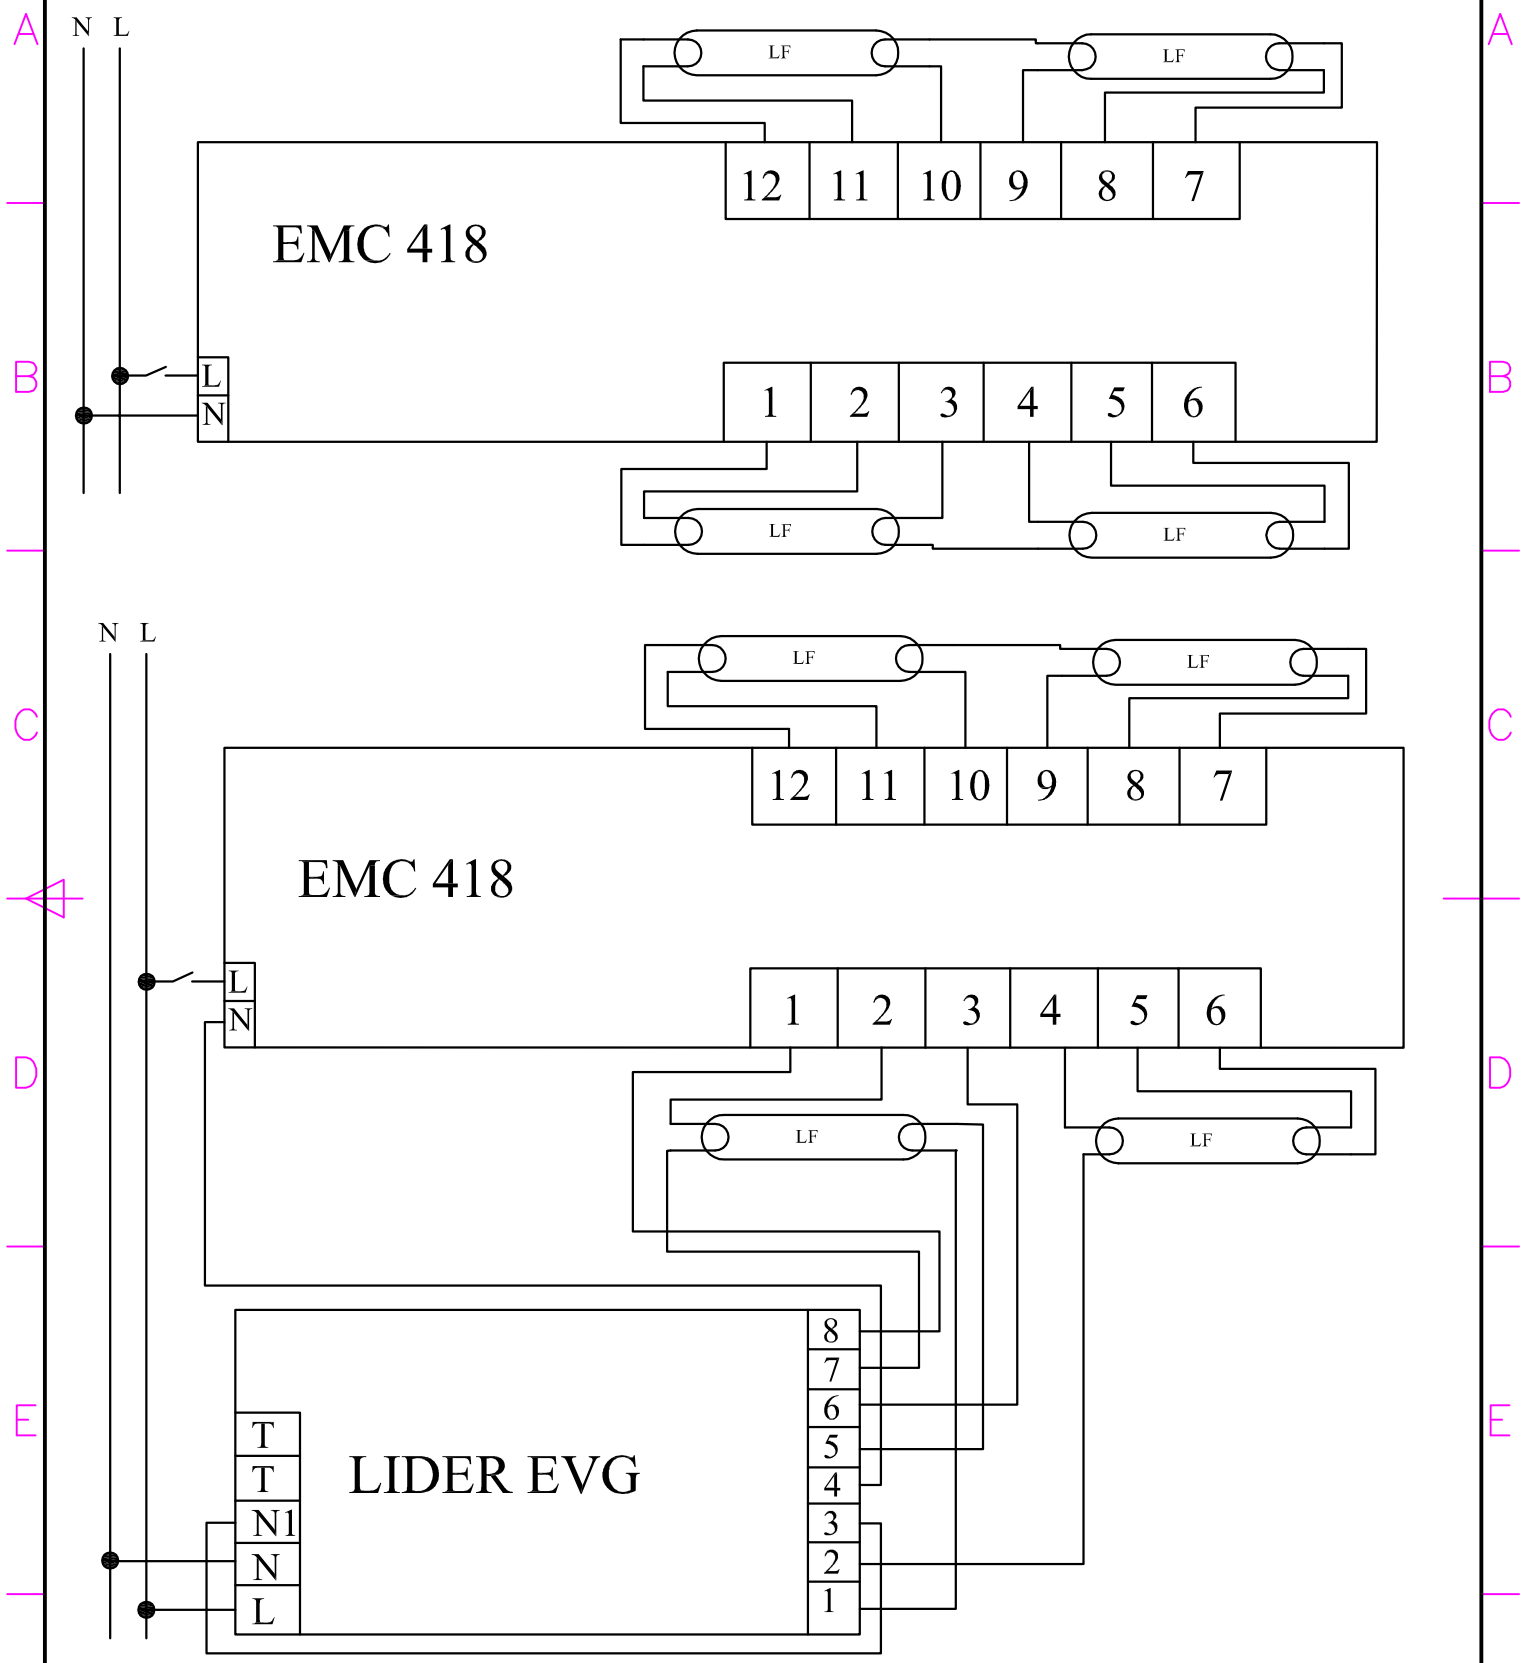 A N L A
LF LF
12 11 10 9 8 7
EMC 418
B L B
N
1 2 3 4 5 6
LF LF
N L
LF LF
C C
12 11 10 9 8 7
EMC 418
L
N
1 2 3 4 5 6
D D
LF LF
8
7
6
E E
T 5
T LIDER EVG 4
N1 3
N 2
L 1